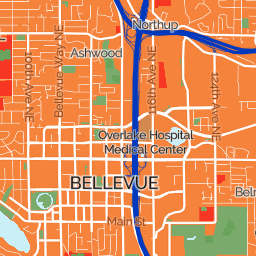 Northup
Ashwood
100th Ave NE
Bellevue Way NE
116th Ave NE
124th Ave NE
Overlake Hospital
Medical Center
BELLEVUE
Main St